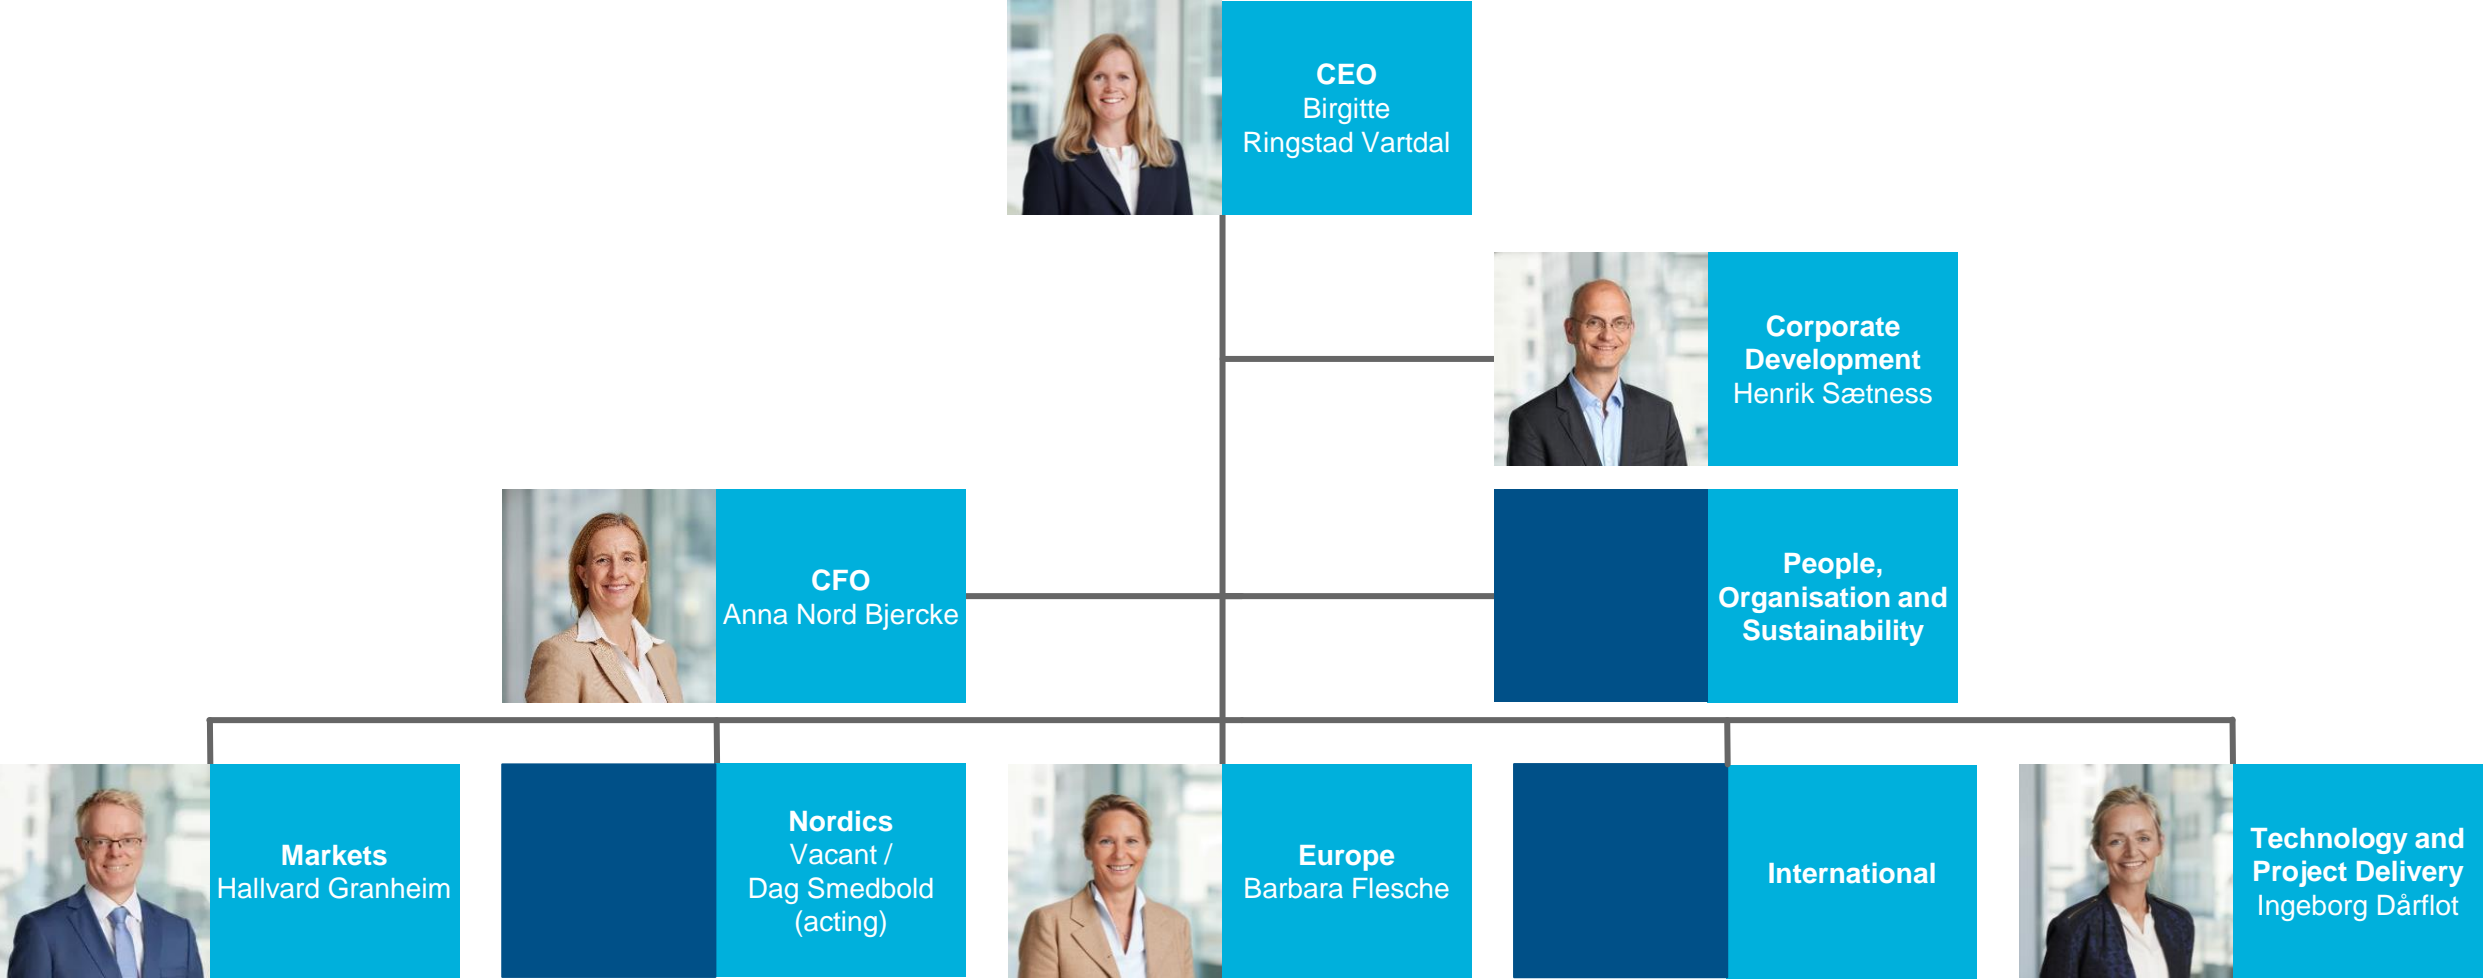 CEO
Birgitte
Ringstad Vartdal
Corporate
Development
Henrik Sætness
CFO
Anna Nord Bjercke
People,
Organisation and
Sustainability
Markets
Hallvard Granheim
Nordics
Vacant /
Dag Smedbold
(acting)
Europe
Barbara Flesche
International
Technology and
Project Delivery
Ingeborg Dårflot